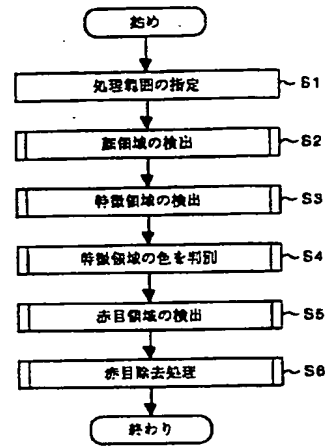 始め
処理範囲の指定 S1
顔領域の検出 S2
特徴領域の検出 S3
特徴領域の色を判別 S4
赤目領域の検出 S5
赤目除去処理 S6
終わり